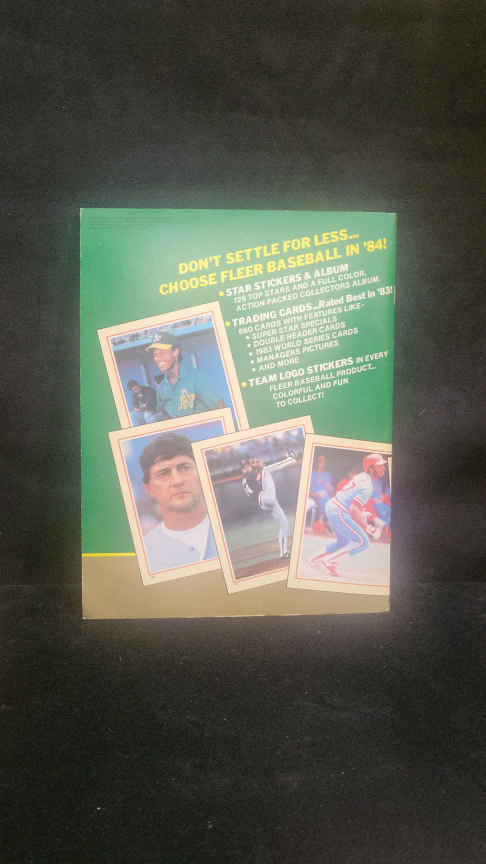 DON'T SETTLE FOR LESS...
CHOOSE FLEER BASEBALL IN '84!
• STAR STICKERS & ALBUM
126 TOP STARS AND A FULL COLOR,
ACTION PACKED COLLECTORS ALBUM.
• TRADING CARDS...Rated Best in '83!
660 CARDS WITH FEATURES LIKE-
• SUPER STAR SPECIALS
• DOUBLE HEADER CARDS
• 1983 WORLD SERIES CARDS
• MANAGERS PICTURES
• AND MORE
• TEAM LOGO STICKERS IN EVERY
FLEER BASEBALL PRODUCT...
COLORFUL AND FUN
TO COLLECT!